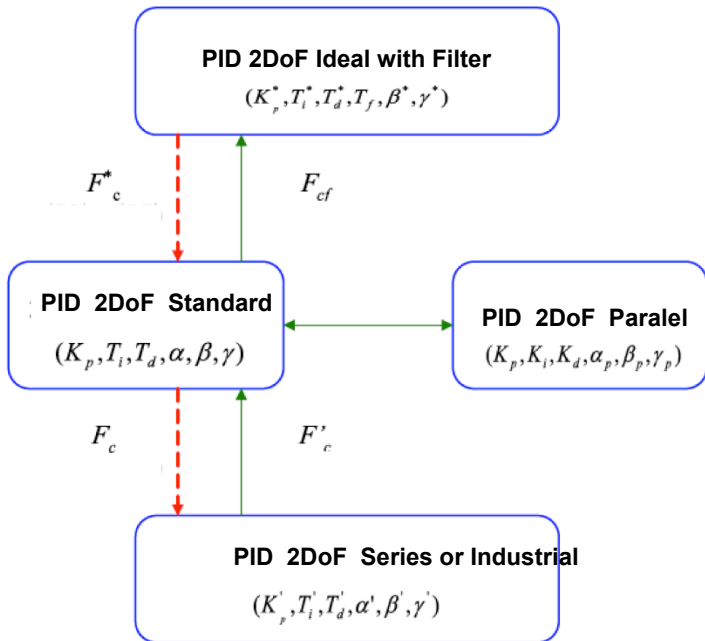 PID 2DoF Ideal with Filter
(K*p, T*i, T*d, Tf, β*, γ*)
F*c
Fcf
PID 2DoF Standard
(Kp, Ti, Td, α, β, γ)
PID 2DoF Paralel
(Kp, Ki, Kd, αp, βp, γp)
Fc
F'c
PID 2DoF Series or Industrial
(K'p, T'i, T'd, α', β', γ')